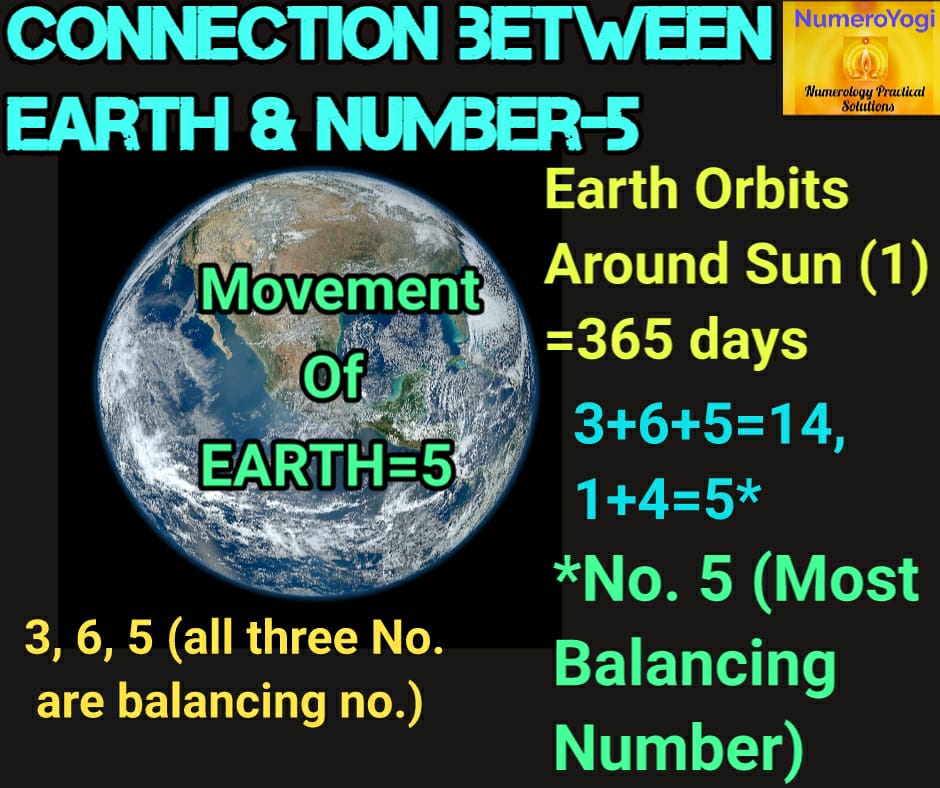 CONNECTION BETWEEN
EARTH & NUMBER-5
NumeroYogi
Numerology Practical
Solutions
Earth Orbits
Around Sun (1)
=365 days
3+6+5=14,
1+4=5*
*No. 5 (Most
Balancing
Number)
Movement
Of
EARTH=5
3, 6, 5 (all three No.
are balancing no.)